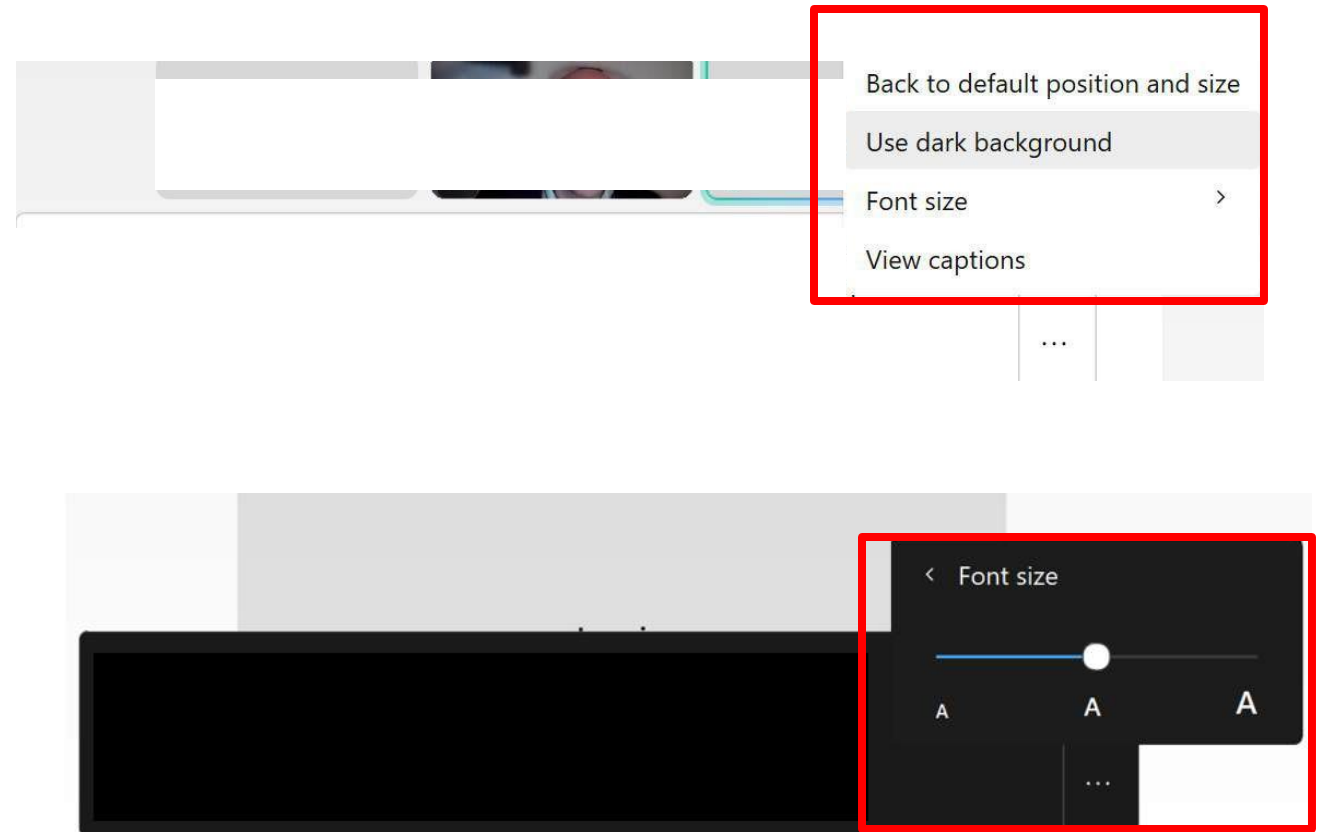 Back to default position and size
Use dark background
Font size >
View captions
...
< Font size
A A A
...